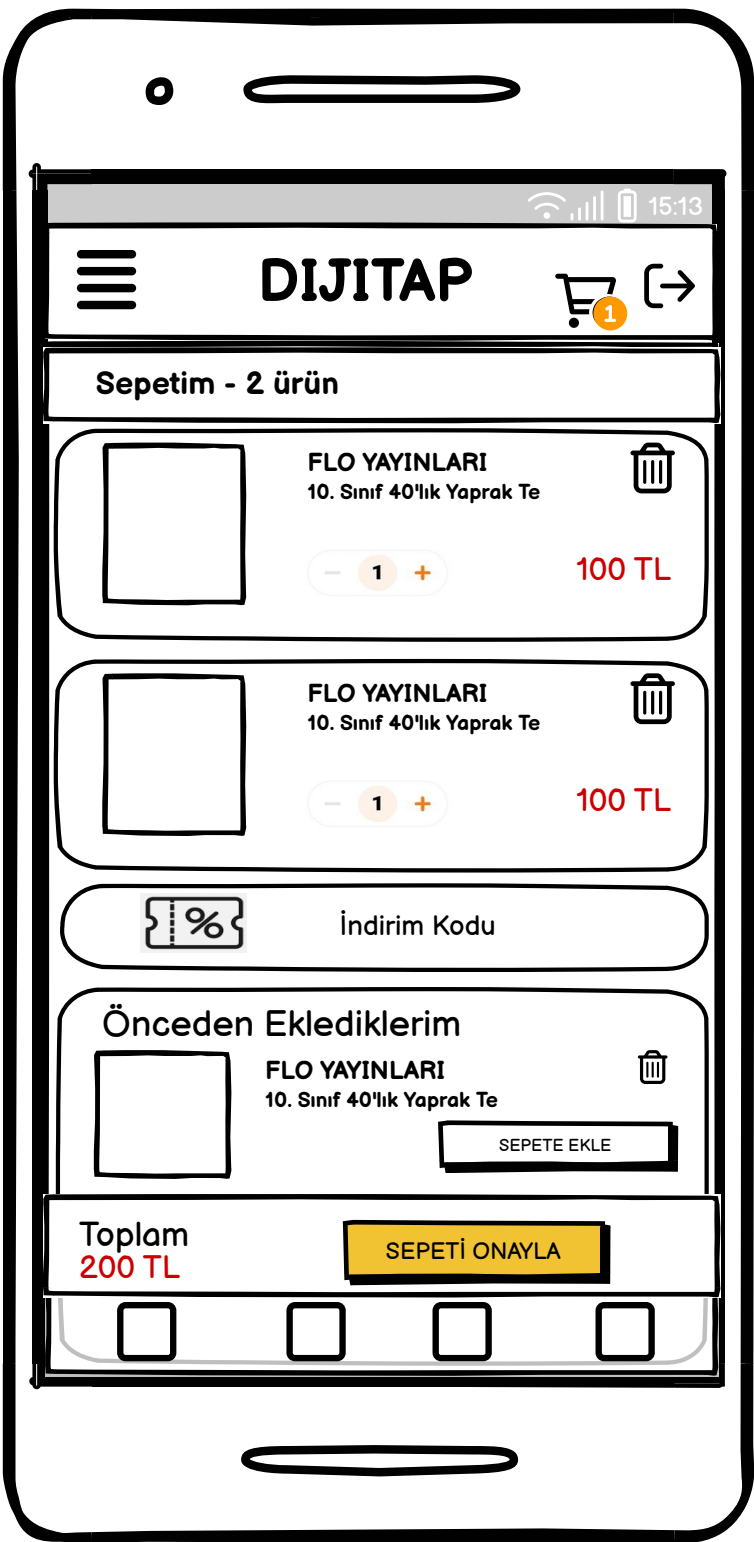 15:13
DIJITAP
1
Sepetim - 2 ürün
FLO YAYINLARI
10. Sınıf 40'lık Yaprak Te
− 1 +
100 TL
FLO YAYINLARI
10. Sınıf 40'lık Yaprak Te
− 1 +
100 TL
% İndirim Kodu
Önceden Eklediklerim
FLO YAYINLARI
10. Sınıf 40'lık Yaprak Te
SEPETE EKLE
Toplam
200 TL
SEPETİ ONAYLA